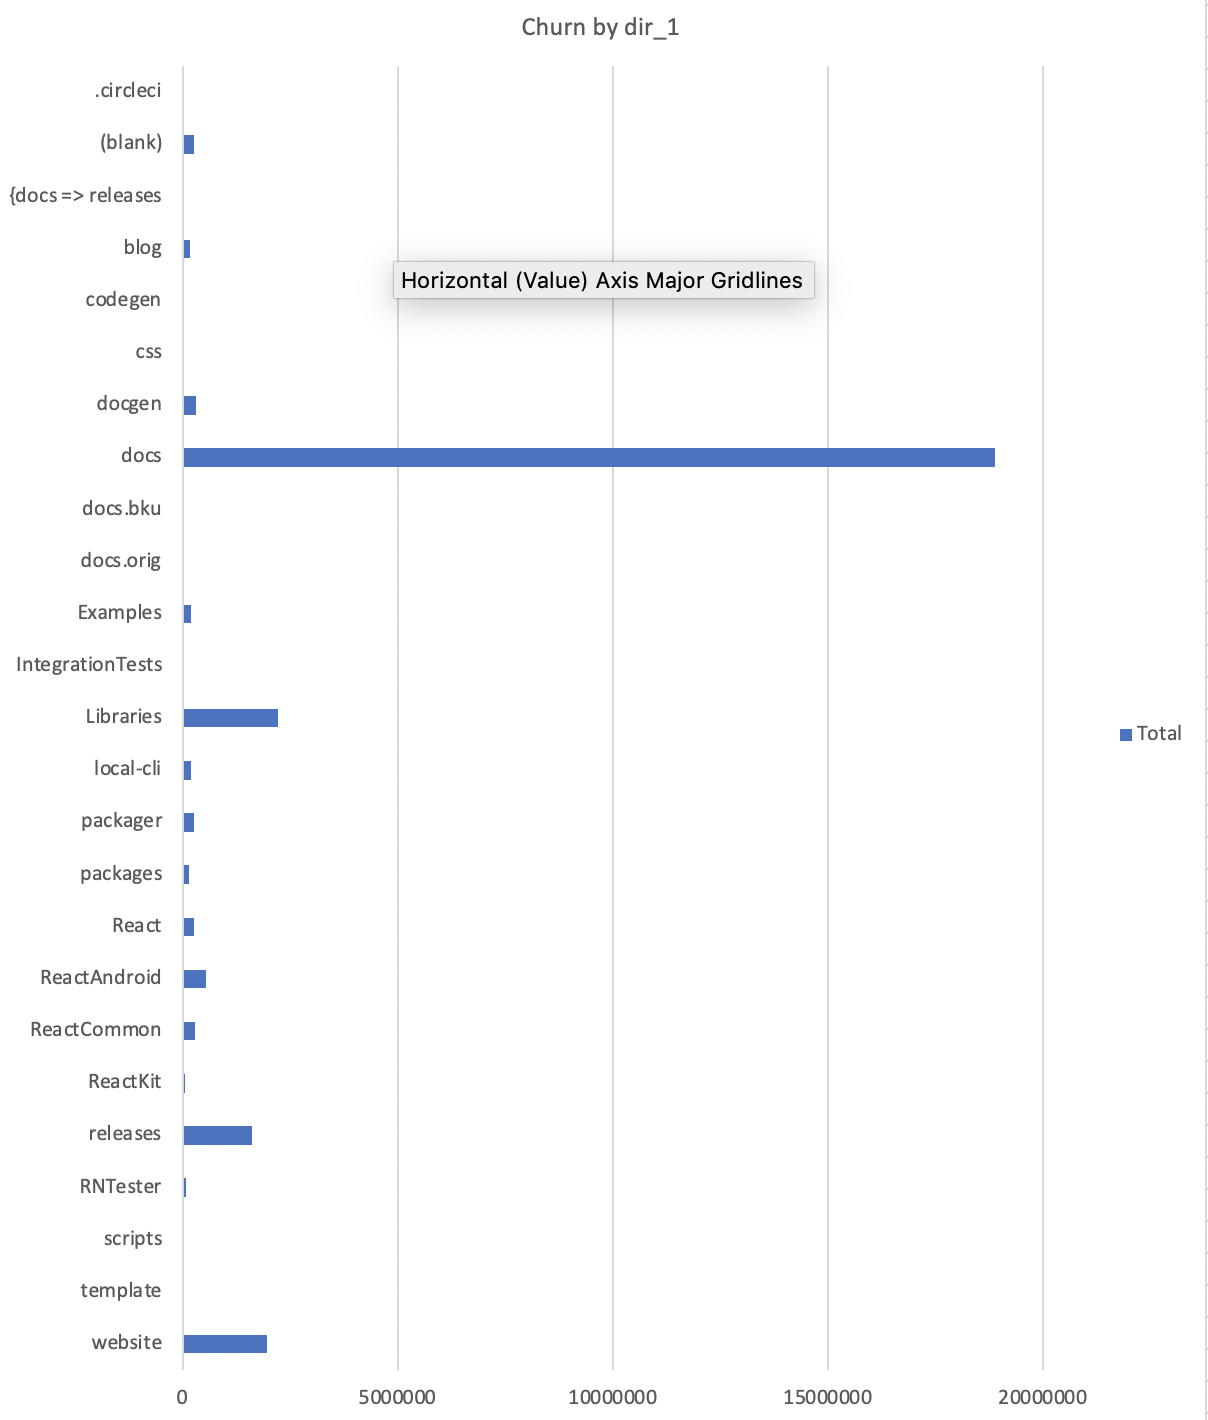 Churn by dir_1
.circleci
(blank)
{docs => releases
blog
Horizontal (Value) Axis Major Gridlines
codegen
css
docgen
docs
docs.bku
docs.orig
Examples
IntegrationTests
Libraries
Total
local-cli
packager
packages
React
ReactAndroid
ReactCommon
ReactKit
releases
RNTester
scripts
template
website
0 5000000 10000000 15000000 20000000